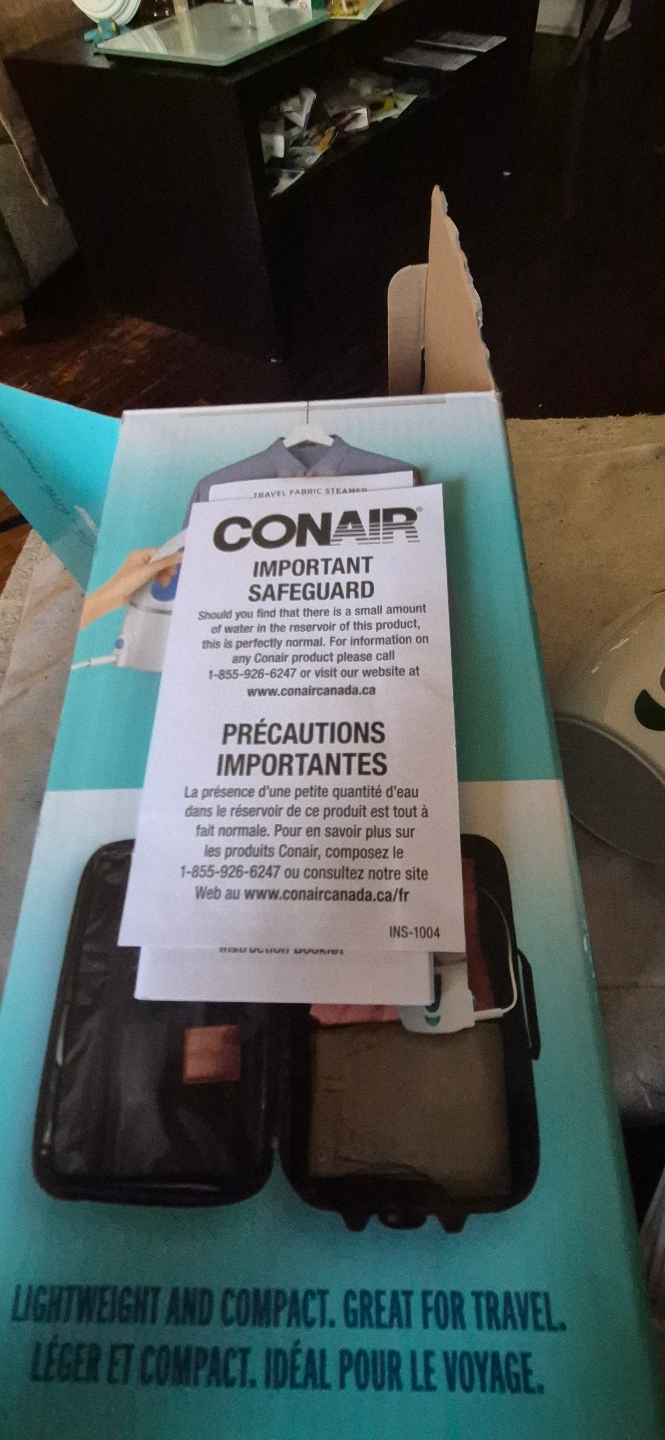 TRAVEL FABRIC STEAMER
CONAIR®
IMPORTANT
SAFEGUARD
Should you find that there is a small amount
of water in the reservoir of this product,
this is perfectly normal. For information on
any Conair product please call
1-855-926-6247 or visit our website at
www.conaircanada.ca
PRÉCAUTIONS
IMPORTANTES
La présence d'une petite quantité d'eau
dans le réservoir de ce produit est tout à
fait normale. Pour en savoir plus sur
les produits Conair, composez le
1-855-926-6247 ou consultez notre site
Web au www.conaircanada.ca/fr
INS-1004
Instruction Booklet
LIGHTWEIGHT AND COMPACT. GREAT FOR TRAVEL.
LÉGER ET COMPACT. IDÉAL POUR LE VOYAGE.